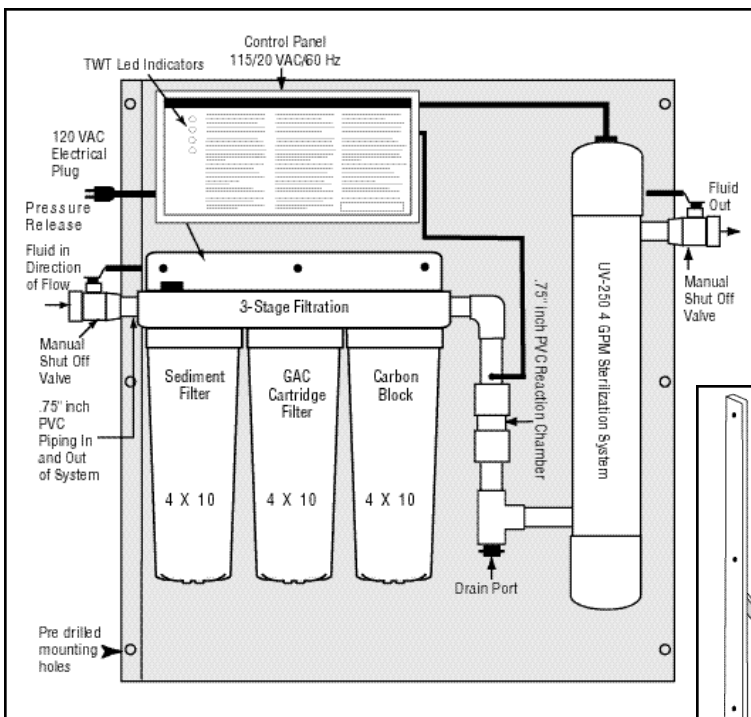 Control Panel
115/20 VAC/60 Hz
TWT Led Indicators
120 VAC
Electrical
Plug
Pressure
Release
Fluid in
Direction
of Flow
Manual
Shut Off
Valve
.75" inch
PVC
Piping In
and Out
of System
3-Stage Filtration
Sediment
Filter
4 X 10
GAC
Cartridge
Filter
4 X 10
Carbon
Block
4 X 10
.75" inch PVC Reaction Chamber
Drain Port
UV-250 4 GPM Sterilization System
Fluid
Out
Manual
Shut Off
Valve
Pre drilled
mounting
holes